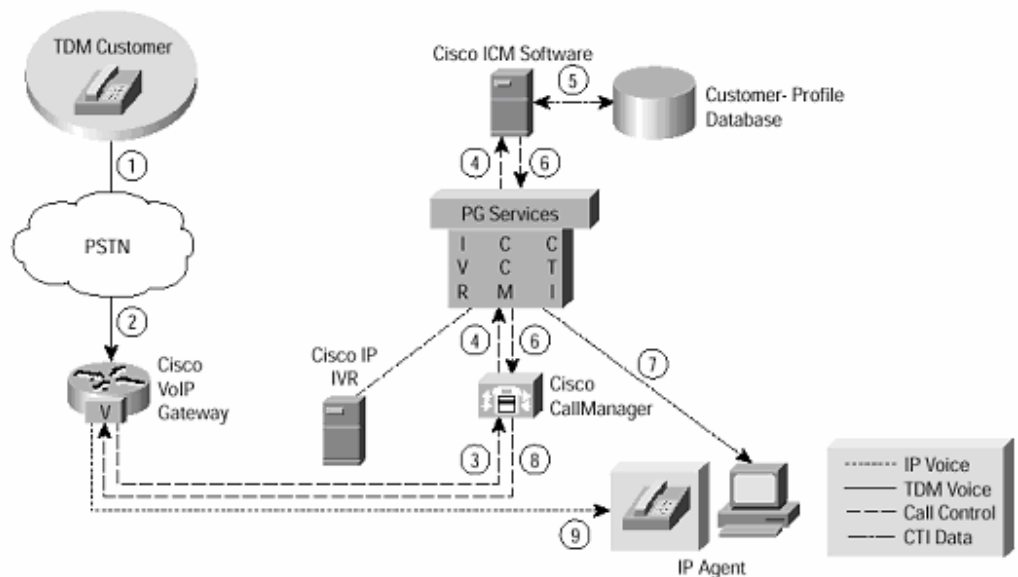 TDM Customer
1
PSTN
2
Cisco
VoIP
Gateway
V
Cisco ICM Software
5
Customer- Profile
Database
4
6
PG Services
I C C
V C T
R M I
4
6
7
Cisco IP
IVR
Cisco
CallManager
3
8
9
IP Agent
IP Voice
TDM Voice
Call Control
CTI Data